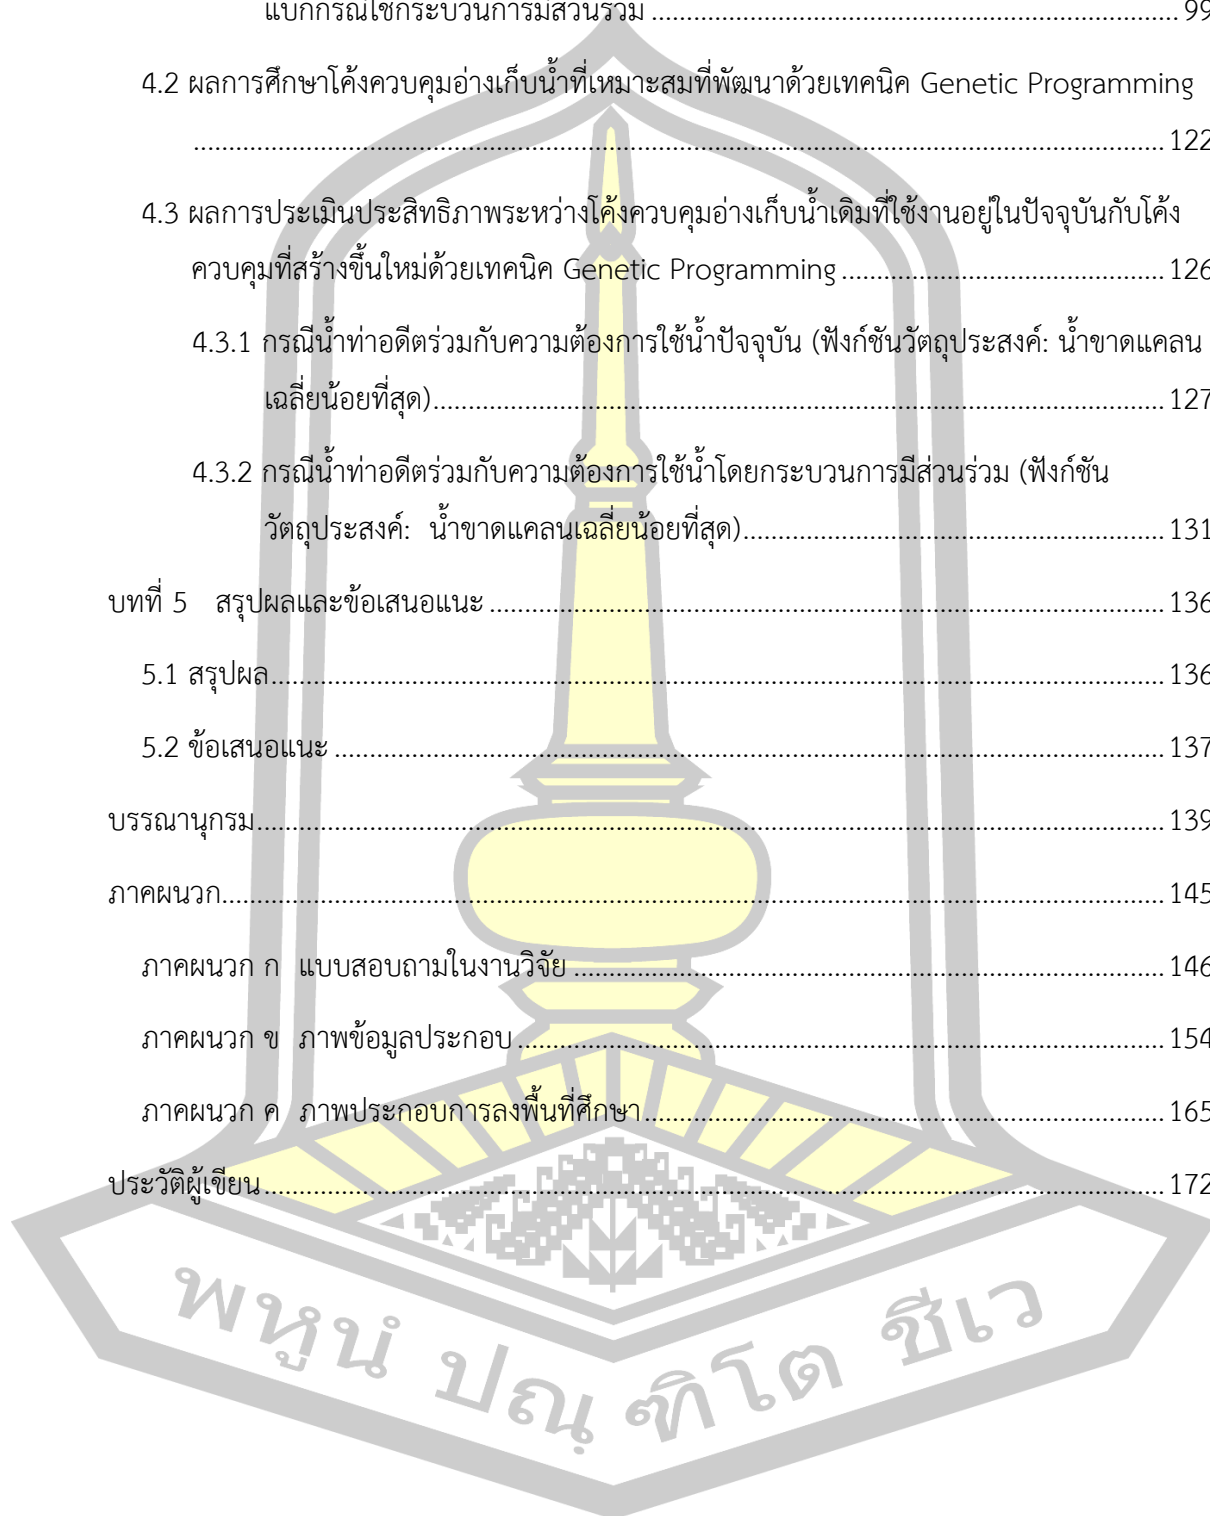 แบกกรณีใช้กระบวนการมีส่วนร่วม ........ 99
4.2 ผลการศึกษาโค้งควบคุมอ่างเก็บน้ำที่เหมาะสมที่พัฒนาด้วยเทคนิค Genetic Programming
........ 122
4.3 ผลการประเมินประสิทธิภาพระหว่างโค้งควบคุมอ่างเก็บน้ำเดิมที่ใช้งานอยู่ในปัจจุบันกับโค้ง
ควบคุมที่สร้างขึ้นใหม่ด้วยเทคนิค Genetic Programming ........ 126
4.3.1 กรณีน้ำท่าอดีตร่วมกับความต้องการใช้น้ำปัจจุบัน (ฟังก์ชันวัตถุประสงค์: น้ำขาดแคลน
เฉลี่ยน้อยที่สุด) ........ 127
4.3.2 กรณีน้ำท่าอดีตร่วมกับความต้องการใช้น้ำโดยกระบวนการมีส่วนร่วม (ฟังก์ชัน
วัตถุประสงค์: น้ำขาดแคลนเฉลี่ยน้อยที่สุด) ........ 131
บทที่ 5 สรุปผลและข้อเสนอแนะ ........ 136
5.1 สรุปผล ........ 136
5.2 ข้อเสนอแนะ ........ 137
บรรณานุกรม ........ 139
ภาคผนวก ........ 145
ภาคผนวก ก แบบสอบถามในงานวิจัย ........ 146
ภาคผนวก ข ภาพข้อมูลประกอบ ........ 154
ภาคผนวก ค ภาพประกอบการลงพื้นที่ศึกษา ........ 165
ประวัติผู้เขียน ........ 172
พหูนํ ปณฺฑิโต ชีเว